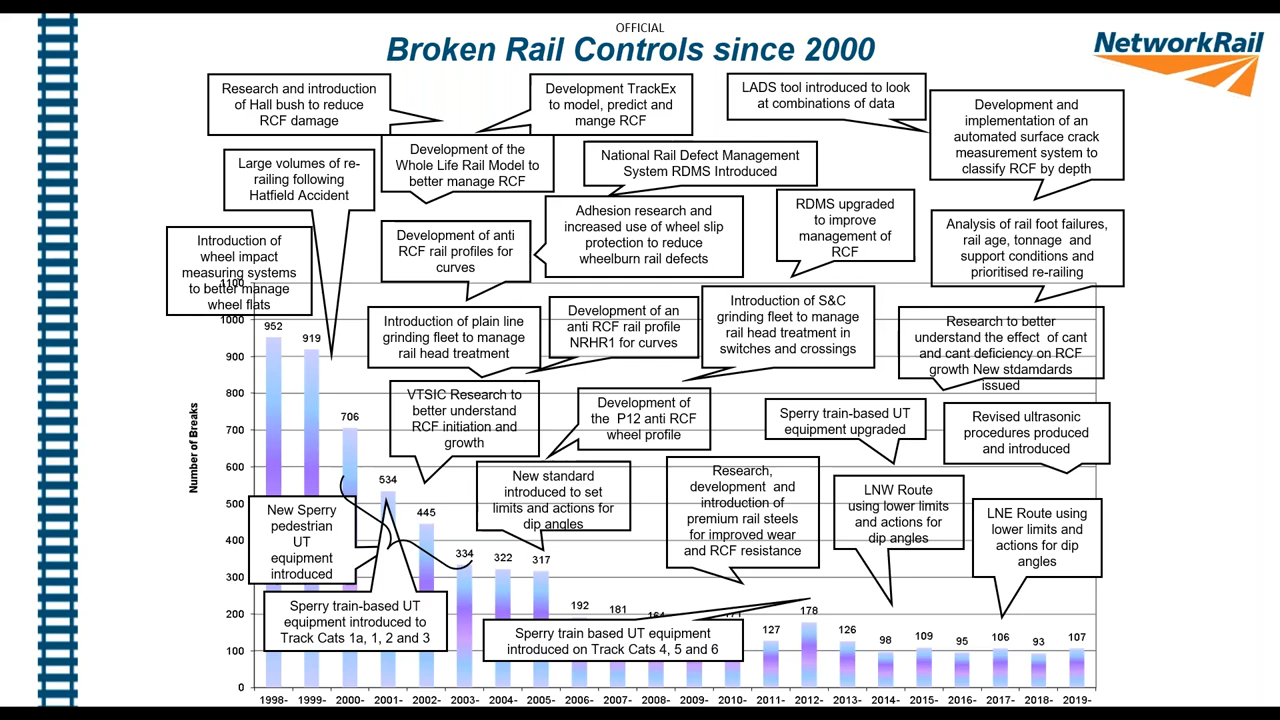 OFFICIAL
Broken Rail Controls since 2000
NetworkRail
Research and introduction
of Hall bush to reduce
RCF damage
Development TrackEx
to model, predict and
mange RCF
LADS tool introduced to look
at combinations of data
Development and
implementation of an
automated surface crack
measurement system to
classify RCF by depth
Large volumes of re-
railing following
Hatfield Accident
Development of the
Whole Life Rail Model to
better manage RCF
National Rail Defect Management
System RDMS Introduced
RDMS upgraded
to improve
management of
RCF
Introduction of
wheel impact
measuring systems
to better manage
wheel flats
Development of anti
RCF rail profiles for
curves
Adhesion research and
increased use of wheel slip
protection to reduce
wheelburn rail defects
Analysis of rail foot failures,
rail age, tonnage and
support conditions and
prioritised re-railing
Introduction of plain line
grinding fleet to manage
rail head treatment
Development of an
anti RCF rail profile
NRHR1 for curves
Introduction of S&C
grinding fleet to manage
rail head treatment in
switches and crossings
Research to better
understand the effect of cant
and cant deficiency on RCF
growth New stdamdards
issued
VTSIC Research to
better understand
RCF initiation and
growth
Development of
the P12 anti RCF
wheel profile
Sperry train-based UT
equipment upgraded
Revised ultrasonic
procedures produced
and introduced
New standard
introduced to set
limits and actions for
dip angles
Research,
development and
introduction of
premium rail steels
for improved wear
and RCF resistance
LNW Route
using lower limits
and actions for
dip angles
LNE Route using
lower limits and
actions for dip
angles
New Sperry
pedestrian
UT
equipment
introduced
Sperry train-based UT
equipment introduced to
Track Cats 1a, 1, 2 and 3
Sperry train based UT equipment
introduced on Track Cats 4, 5 and 6
Number of Breaks
1100
1000
900
800
700
600
500
400
300
200
100
0
952
919
706
534
445
334
322
317
192
181
164
127
178
126
98
109
95
106
93
107
1998- 1999- 2000- 2001- 2002- 2003- 2004- 2005- 2006- 2007- 2008- 2009- 2010- 2011- 2012- 2013- 2014- 2015- 2016- 2017- 2018- 2019-